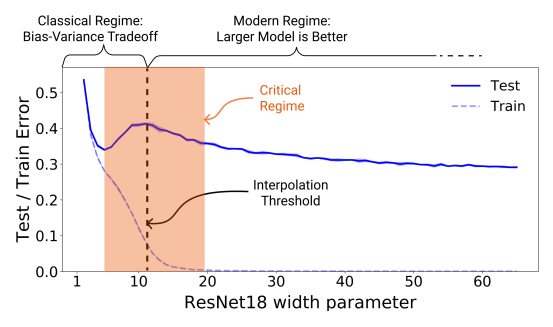 Classical Regime:
Bias-Variance Tradeoff
Modern Regime:
Larger Model is Better
Critical
Regime
Test
Train
Interpolation
Threshold
Test / Train Error
0.5
0.4
0.3
0.2
0.1
0.0
1 10 20 30 40 50 60
ResNet18 width parameter